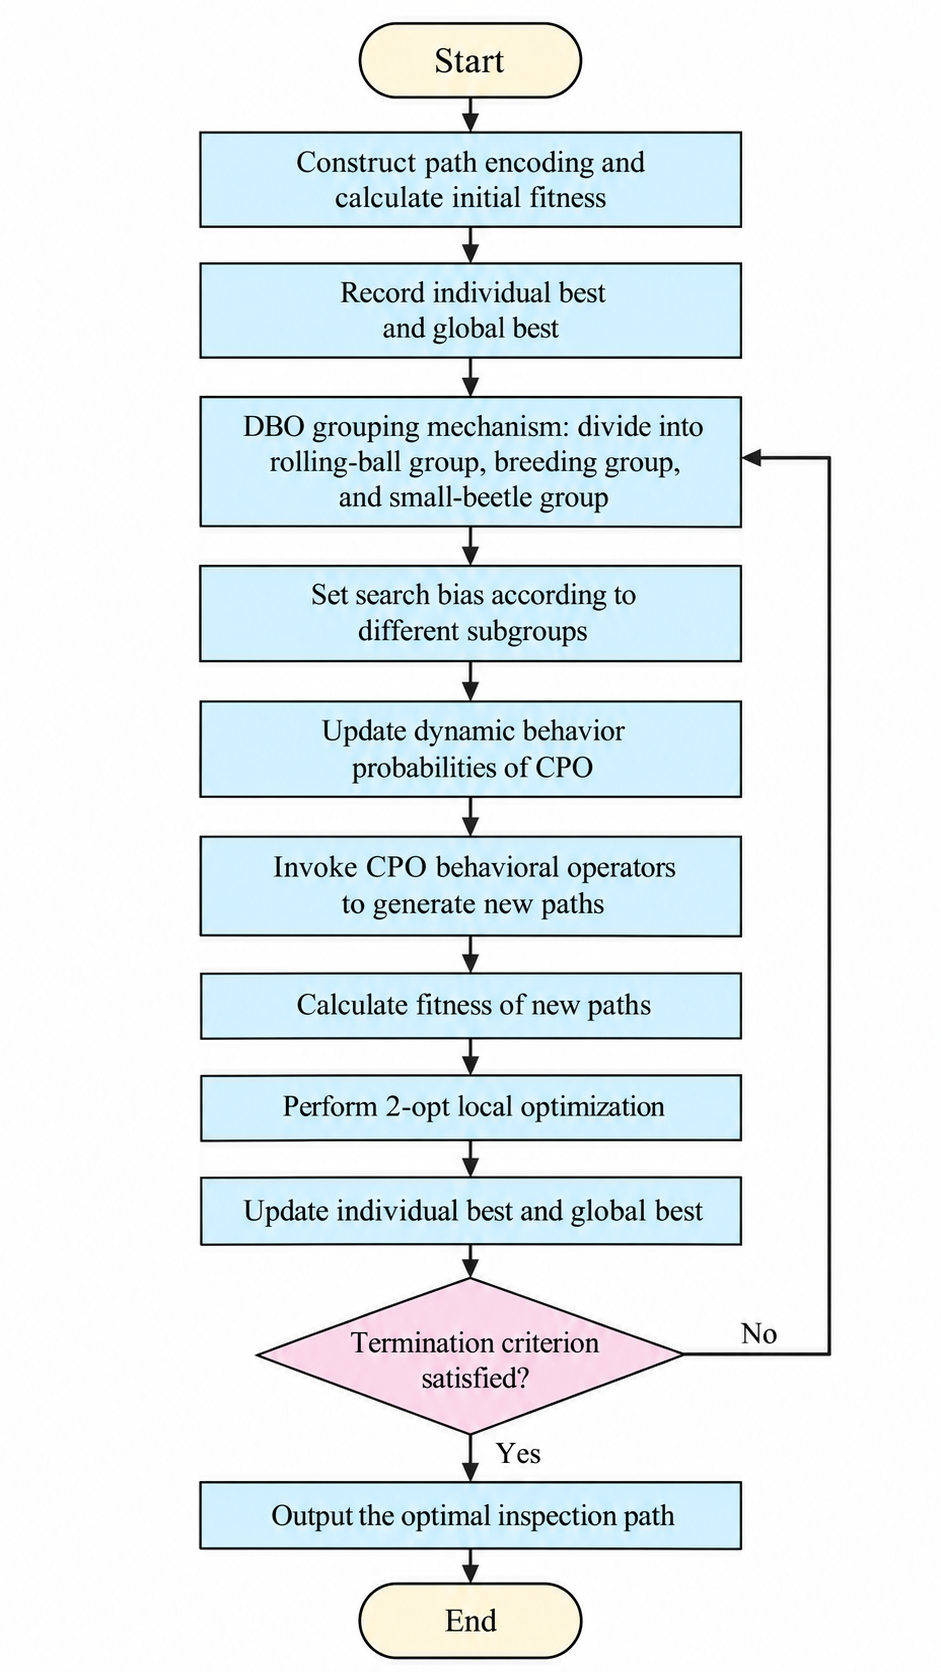 Start
Construct path encoding and
calculate initial fitness
Record individual best
and global best
DBO grouping mechanism: divide into
rolling-ball group, breeding group,
and small-beetle group
Set search bias according to
different subgroups
Update dynamic behavior
probabilities of CPO
Invoke CPO behavioral operators
to generate new paths
Calculate fitness of new paths
Perform 2-opt local optimization
Update individual best and global best
Termination criterion
satisfied?
No
Yes
Output the optimal inspection path
End